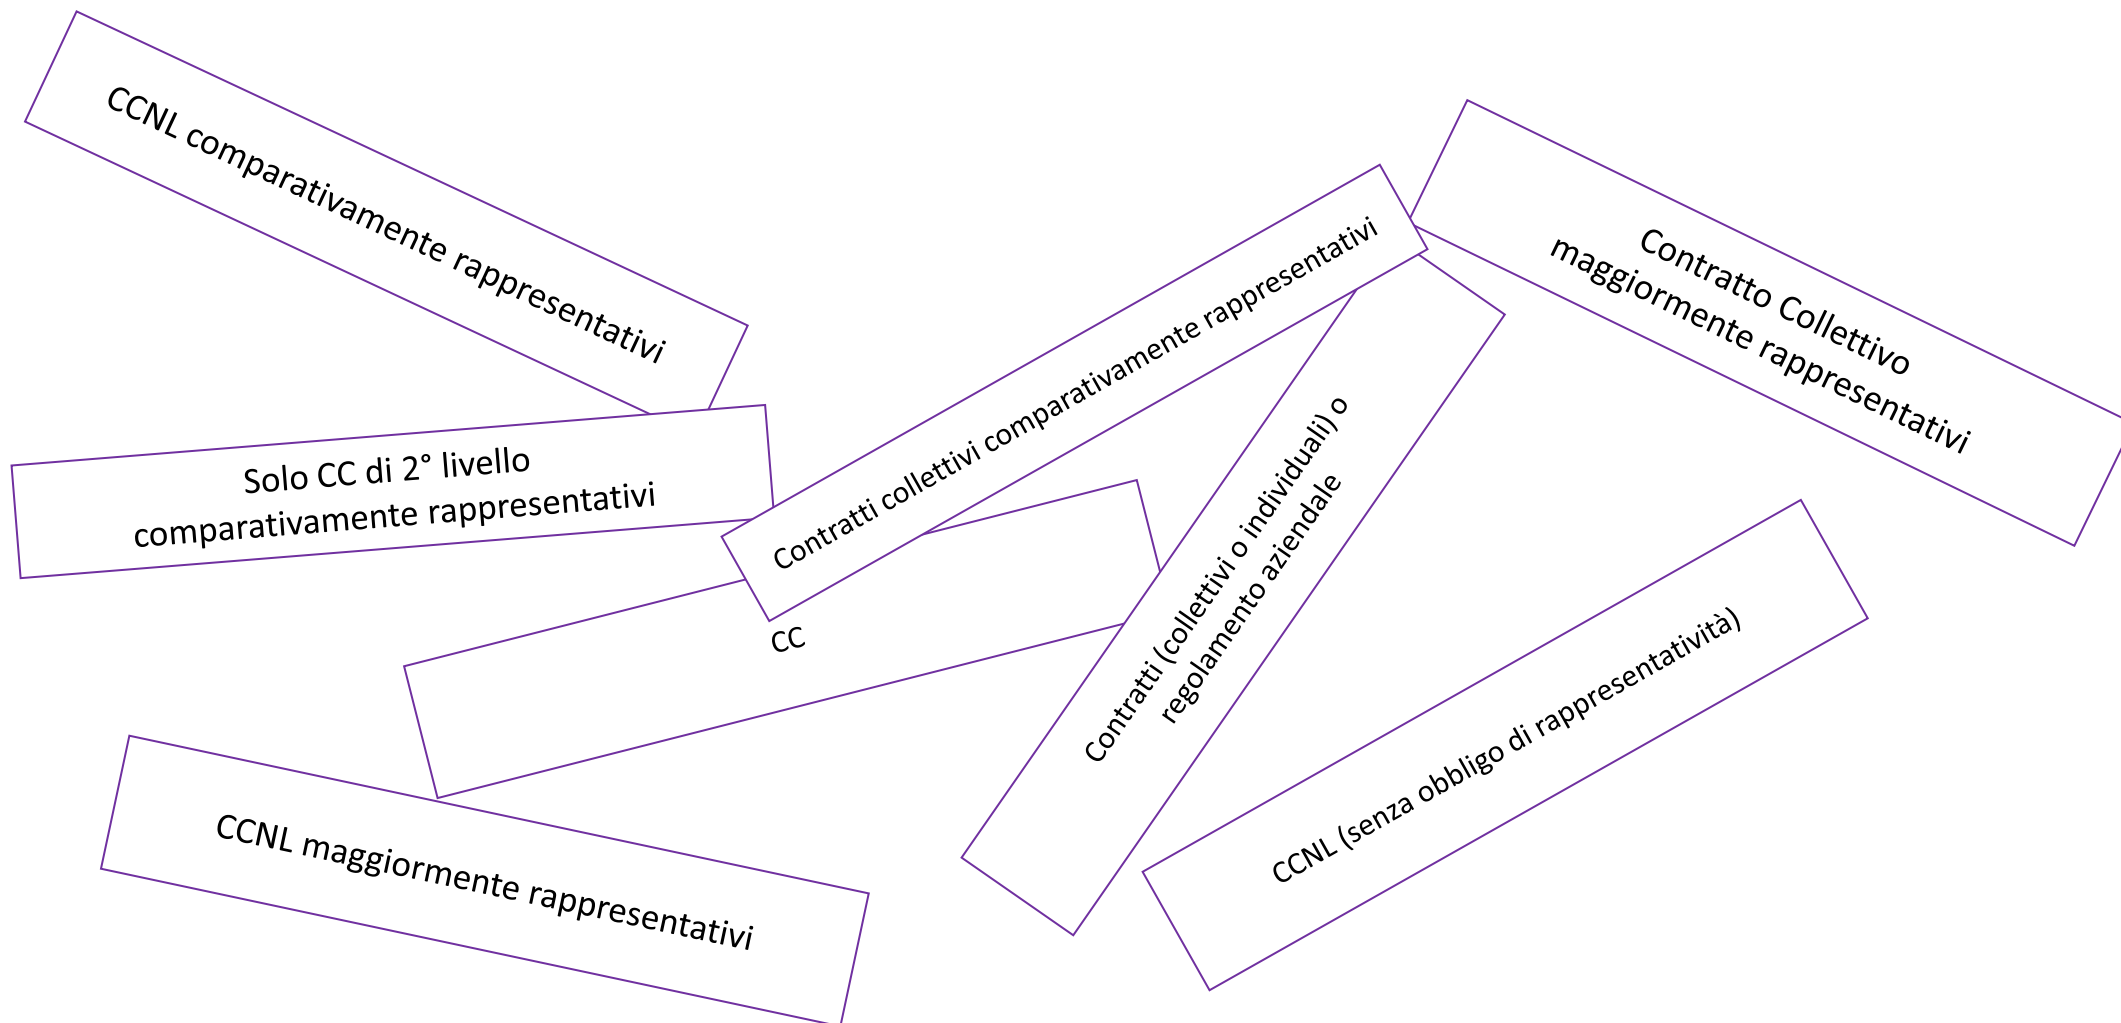 CCNL comparativamente rappresentativi
Contratto Collettivo
maggiormente rappresentativi
Contratti collettivi comparativamente rappresentativi
Solo CC di 2° livello
comparativamente rappresentativi
Contratti (collettivi o individuali) o
regolamento aziendale
CC
CCNL (senza obbligo di rappresentatività)
CCNL maggiormente rappresentativi